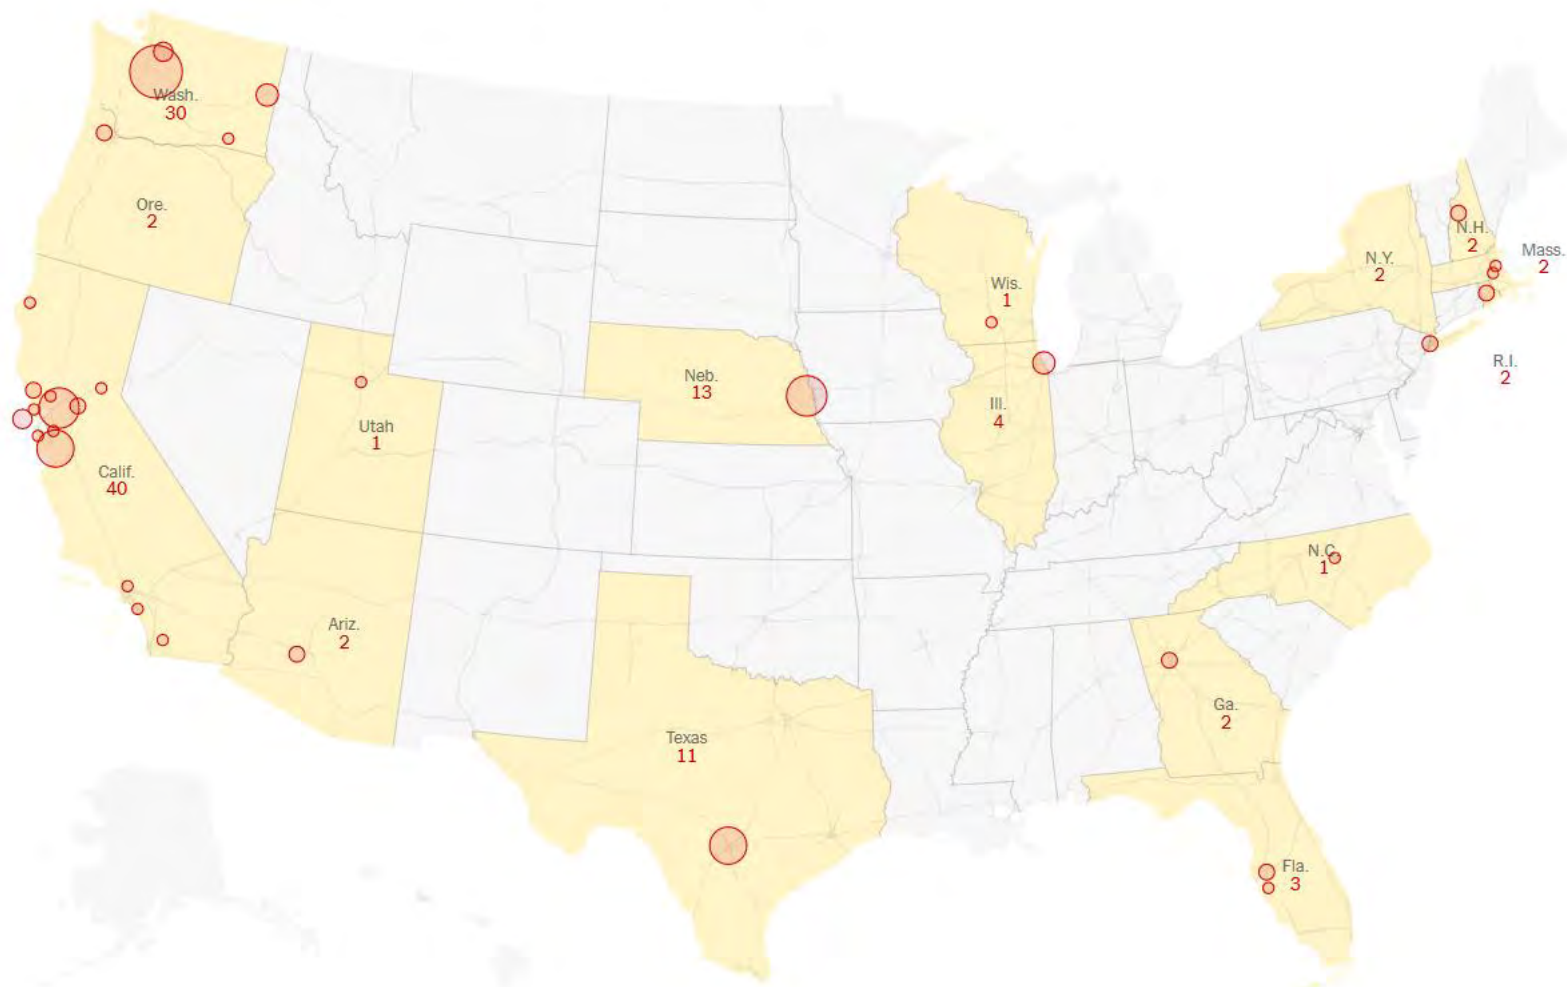 Wash.
30
Ore.
2
N.H.
2
Mass.
2
N.Y.
2
Wis.
1
R.I.
2
Neb.
13
Ill.
4
Utah
1
Calif.
40
N.C.
1
Ariz.
2
Ga.
2
Texas
11
Fla.
3